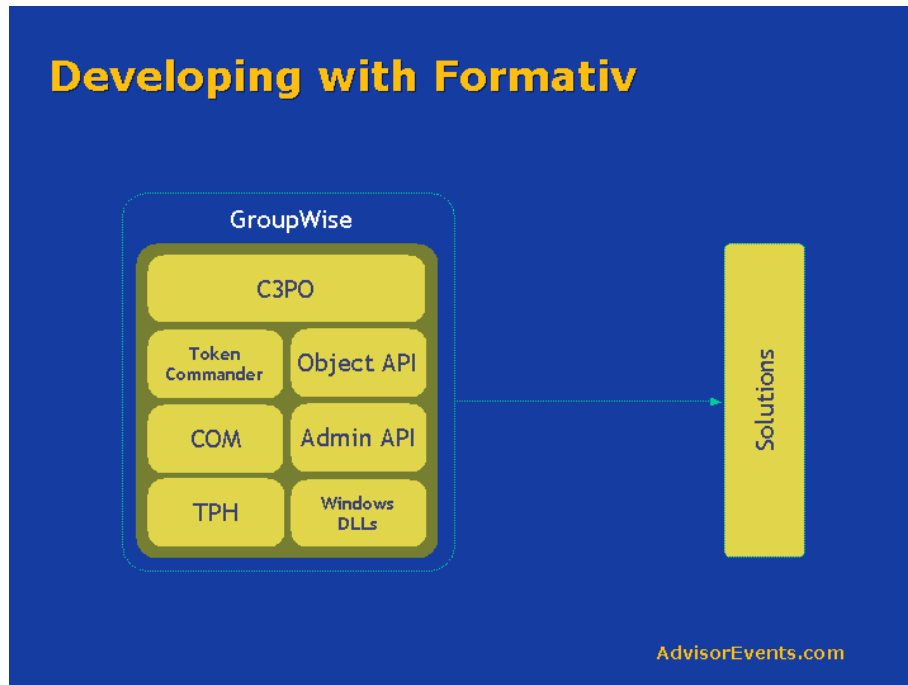 Developing with Formativ
GroupWise
C3PO
Token
Commander
Object API
COM
Admin API
TPH
Windows
DLLs
Solutions
AdvisorEvents.com